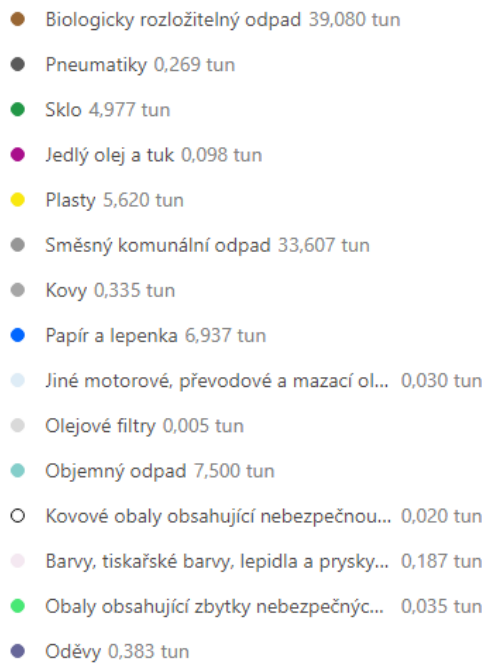 Biologicky rozložitelný odpad 39,080 tun
Pneumatiky 0,269 tun
Sklo 4,977 tun
Jedlý olej a tuk 0,098 tun
Plasty 5,620 tun
Směsný komunální odpad 33,607 tun
Kovy 0,335 tun
Papír a lepenka 6,937 tun
Jiné motorové, převodové a mazací ol... 0,030 tun
Olejové filtry 0,005 tun
Objemný odpad 7,500 tun
Kovové obaly obsahující nebezpečnou... 0,020 tun
Barvy, tiskařské barvy, lepidla a prysky... 0,187 tun
Obaly obsahující zbytky nebezpečnýc... 0,035 tun
Oděvy 0,383 tun